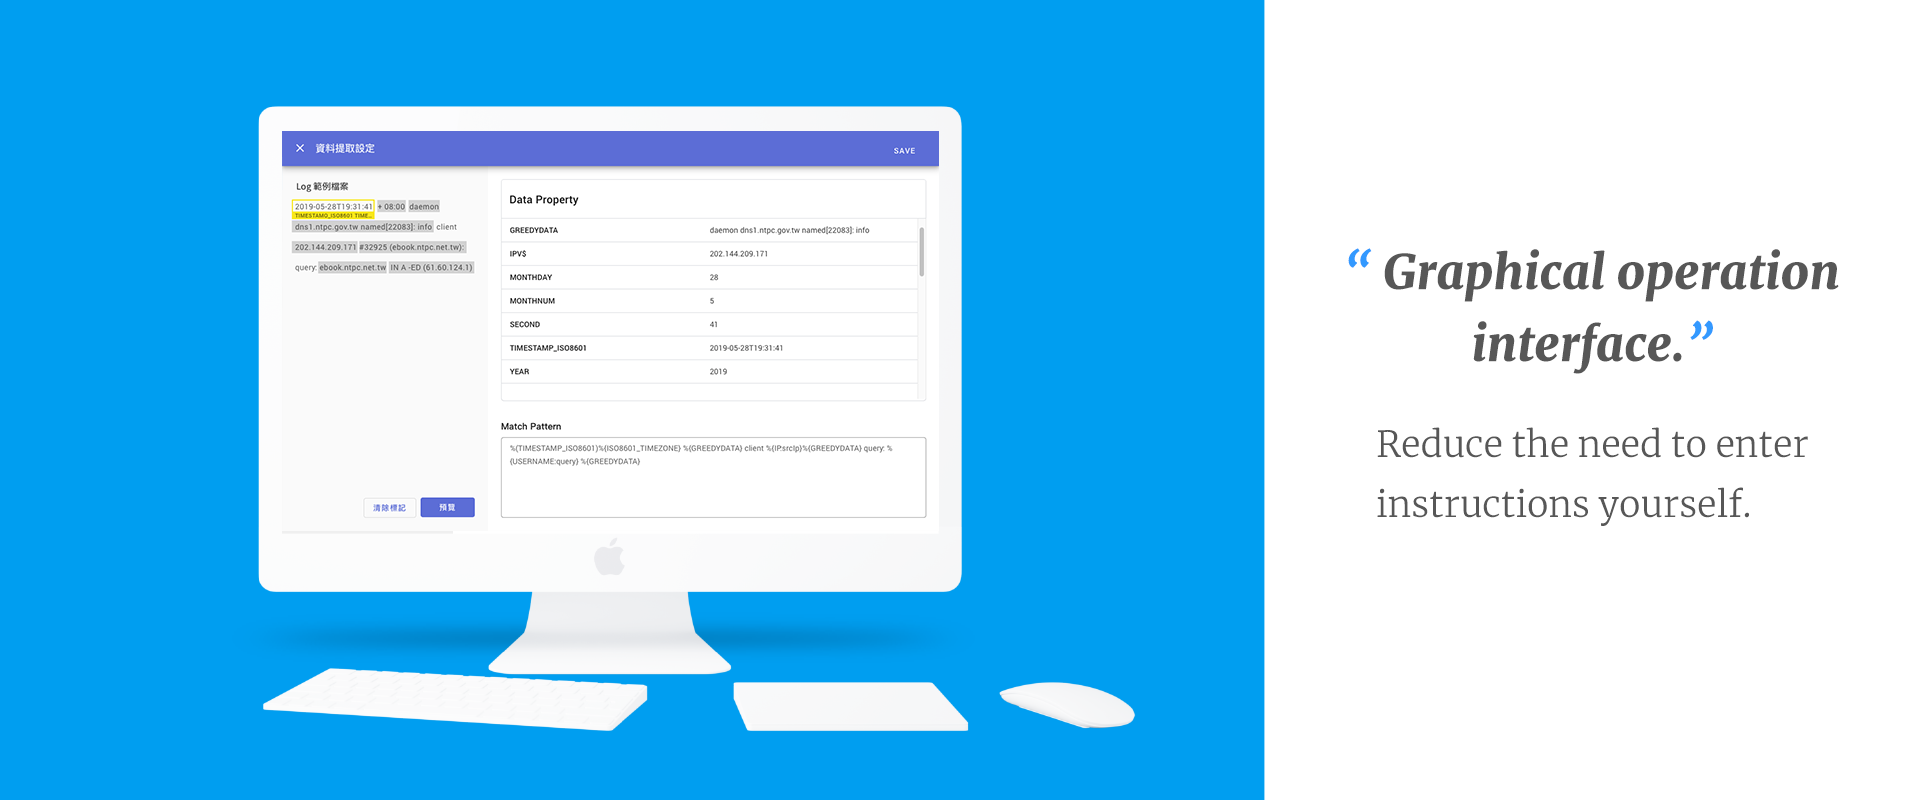 資料提取設定
SAVE
Log 範例檔案
2019-05-28T19:31:41 + 08:00 daemon
TIMESTAMO_ISO8601 TIME...
dns1.ntpc.gov.tw named[22083]: info client
202.144.209.171 #32925 (ebook.ntpc.net.tw):
query: ebook.ntpc.net.tw IN A -ED (61.60.124.1)
清除標記
預覽
Data Property
GREEDYDATA daemon dns1.ntpc.gov.tw named[22083]: info
IPV$ 202.144.209.171
MONTHDAY 28
MONTHNUM 5
SECOND 41
TIMESTAMP_ISO8601 2019-05-28T19:31:41
YEAR 2019
Match Pattern
%{TIMESTAMP_ISO8601}%{ISO8601_TIMEZONE} %{GREEDYDATA} client %{IP:srcIp}%{GREEDYDATA} query: %
{USERNAME:query} %{GREEDYDATA}
“ Graphical operation
interface.”
Reduce the need to enter
instructions yourself.